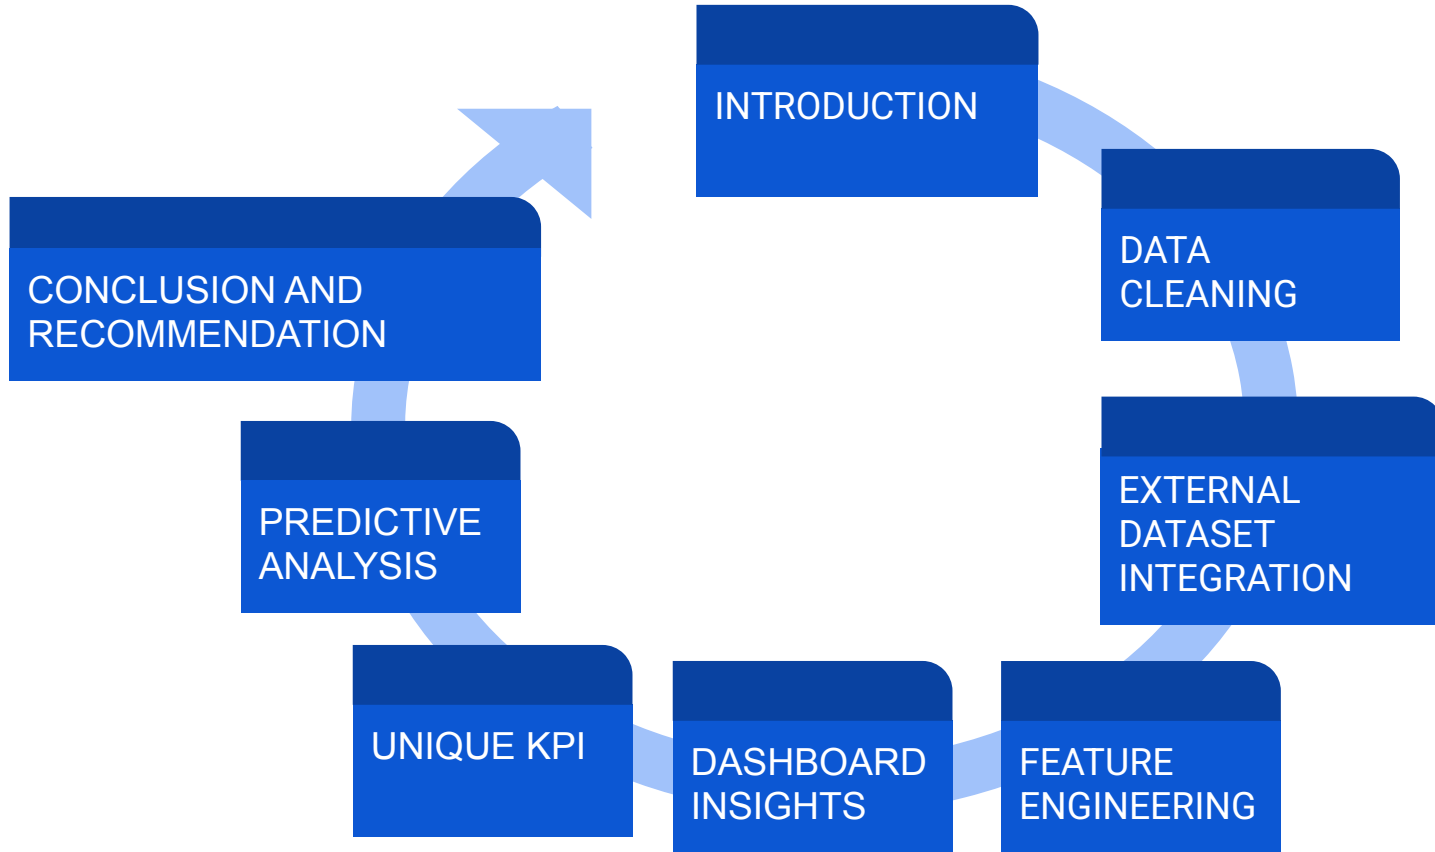 INTRODUCTION
DATA
CLEANING
EXTERNAL
DATASET
INTEGRATION
FEATURE
ENGINEERING
DASHBOARD
INSIGHTS
UNIQUE KPI
PREDICTIVE
ANALYSIS
CONCLUSION AND
RECOMMENDATION